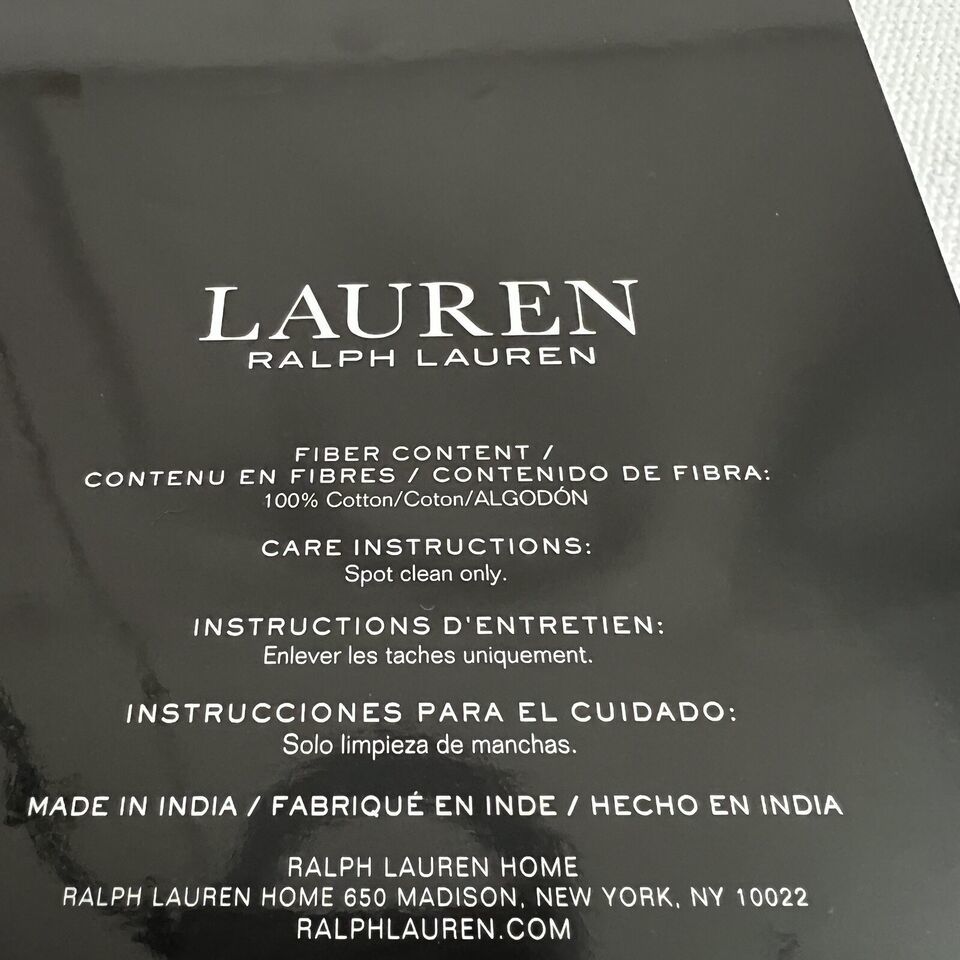 LAUREN
RALPH LAUREN
FIBER CONTENT /
CONTENU EN FIBRES / CONTENIDO DE FIBRA:
100% Cotton/Coton/ALGODÓN
CARE INSTRUCTIONS:
Spot clean only.
INSTRUCTIONS D'ENTRETIEN:
Enlever les taches uniquement.
INSTRUCCIONES PARA EL CUIDADO:
Solo limpieza de manchas.
MADE IN INDIA / FABRIQUÉ EN INDE / HECHO EN INDIA
RALPH LAUREN HOME
RALPH LAUREN HOME 650 MADISON, NEW YORK, NY 10022
RALPHLAUREN.COM